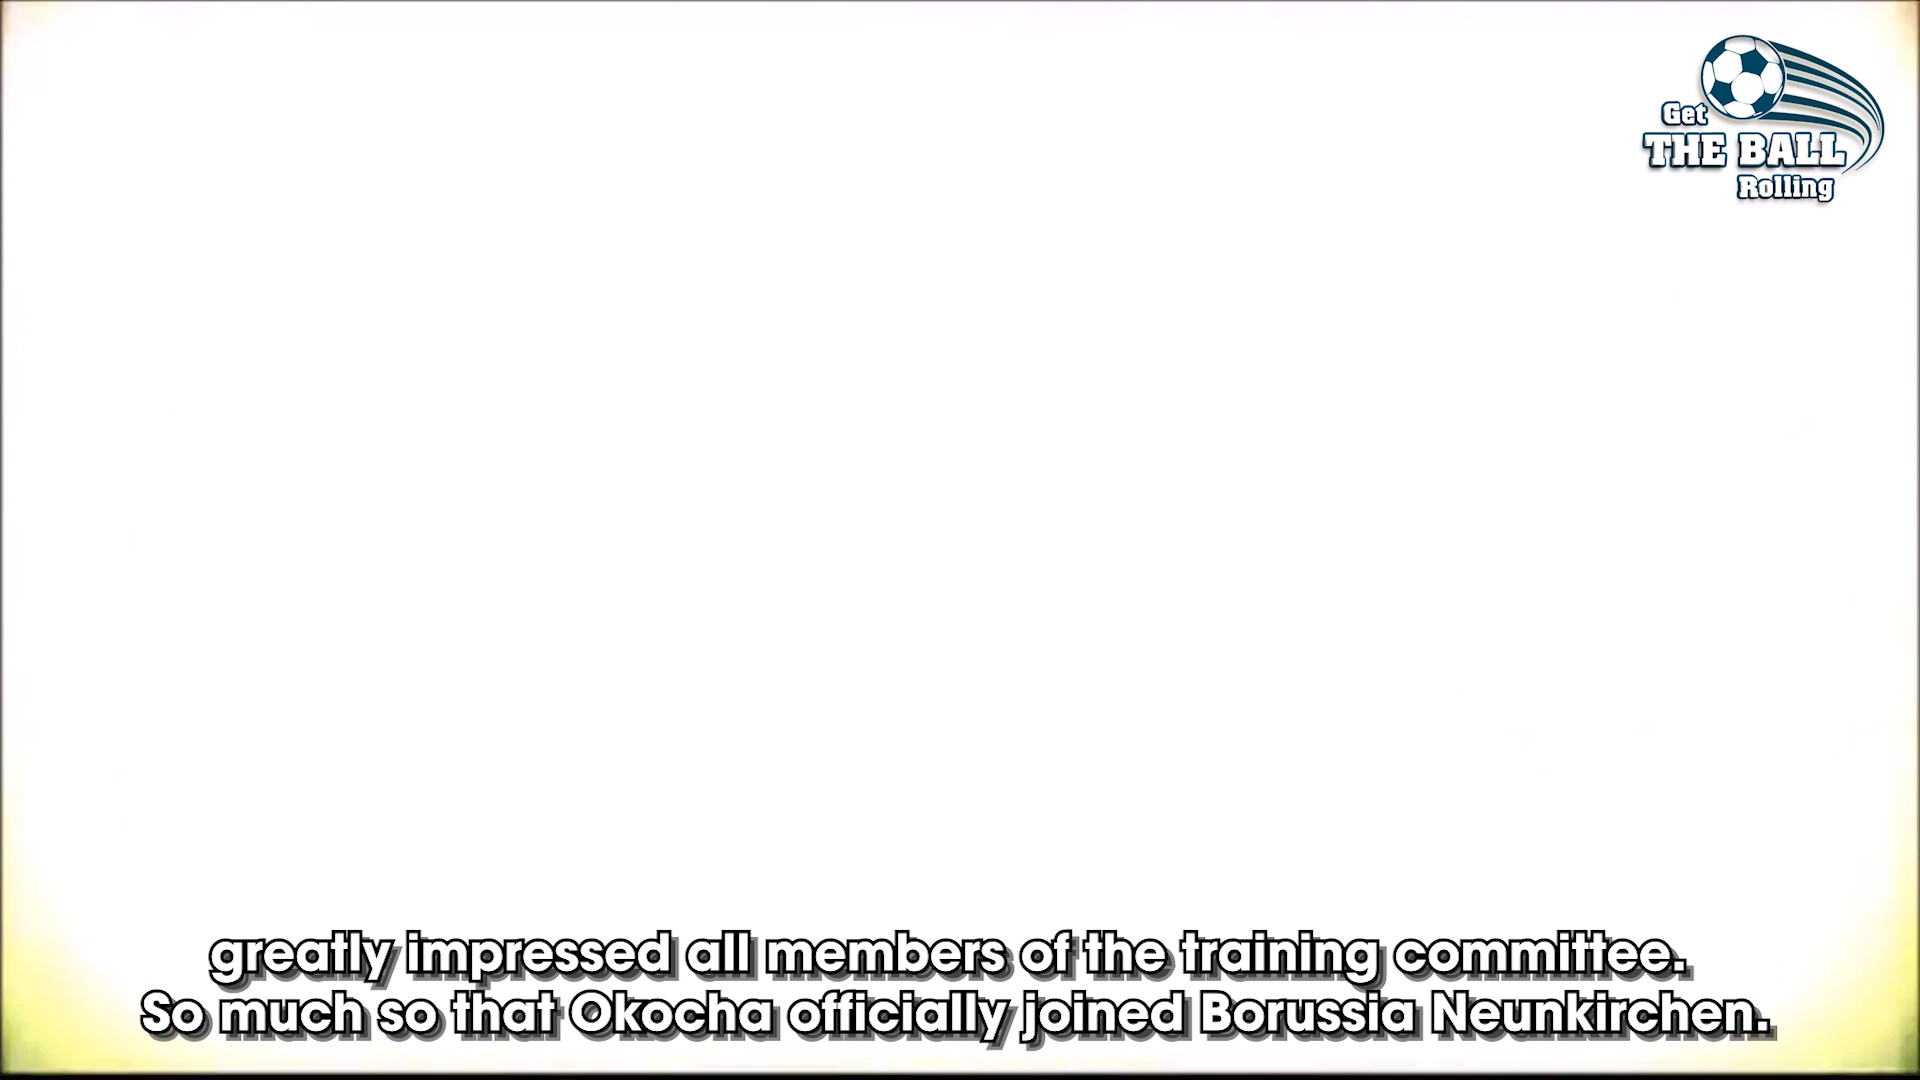 Get
THE BALL
Rolling
greatly impressed all members of the training committee.
So much so that Okocha officially joined Borussia Neunkirchen.